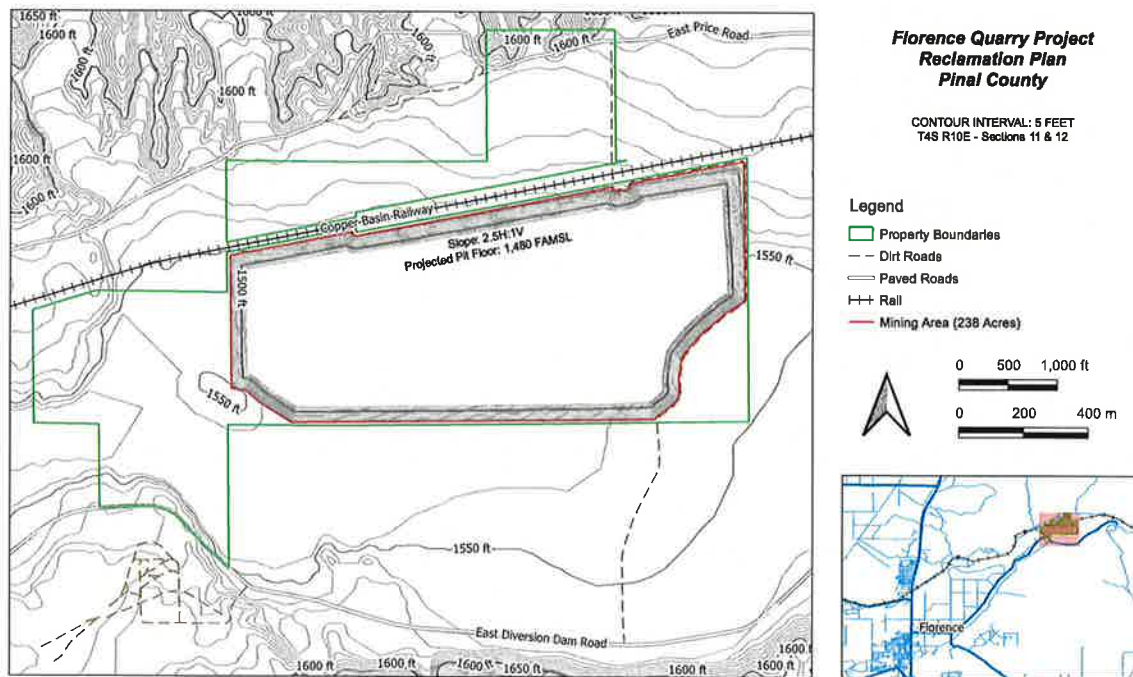 1650 ft
1600 ft
1600 ft
1600 ft
1600 ft
1600 ft
1600 ft
East Price Road
1600 ft
1600 ft
1600 ft
Copper-Basin-Railway
Slope: 2.5H:1V
Projected Pit Floor: 1,480 FAMSL
1500 ft
1550 ft
1550 ft
1550 ft
East Diversion Dam Road
1600 ft
1600 ft
1650 ft
1600 ft
1600 ft
Florence Quarry Project
Reclamation Plan
Pinal County
CONTOUR INTERVAL: 5 FEET
T4S R10E - Sections 11 & 12
Legend
Property Boundaries
Dirt Roads
Paved Roads
Rail
Mining Area (238 Acres)
0 500 1,000 ft
0 200 400 m
Florence